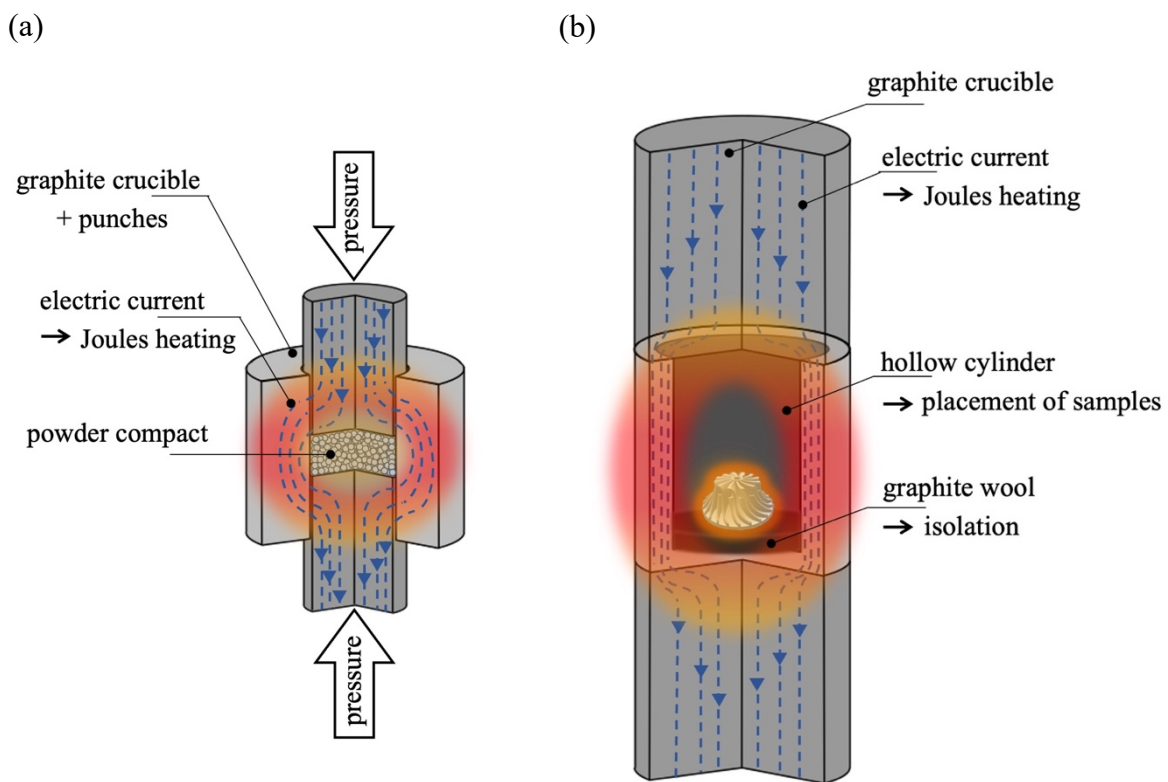 (a)
pressure
graphite crucible
+ punches
electric current
→ Joules heating
powder compact
pressure
(b)
graphite crucible
electric current
→ Joules heating
hollow cylinder
→ placement of samples
graphite wool
→ isolation